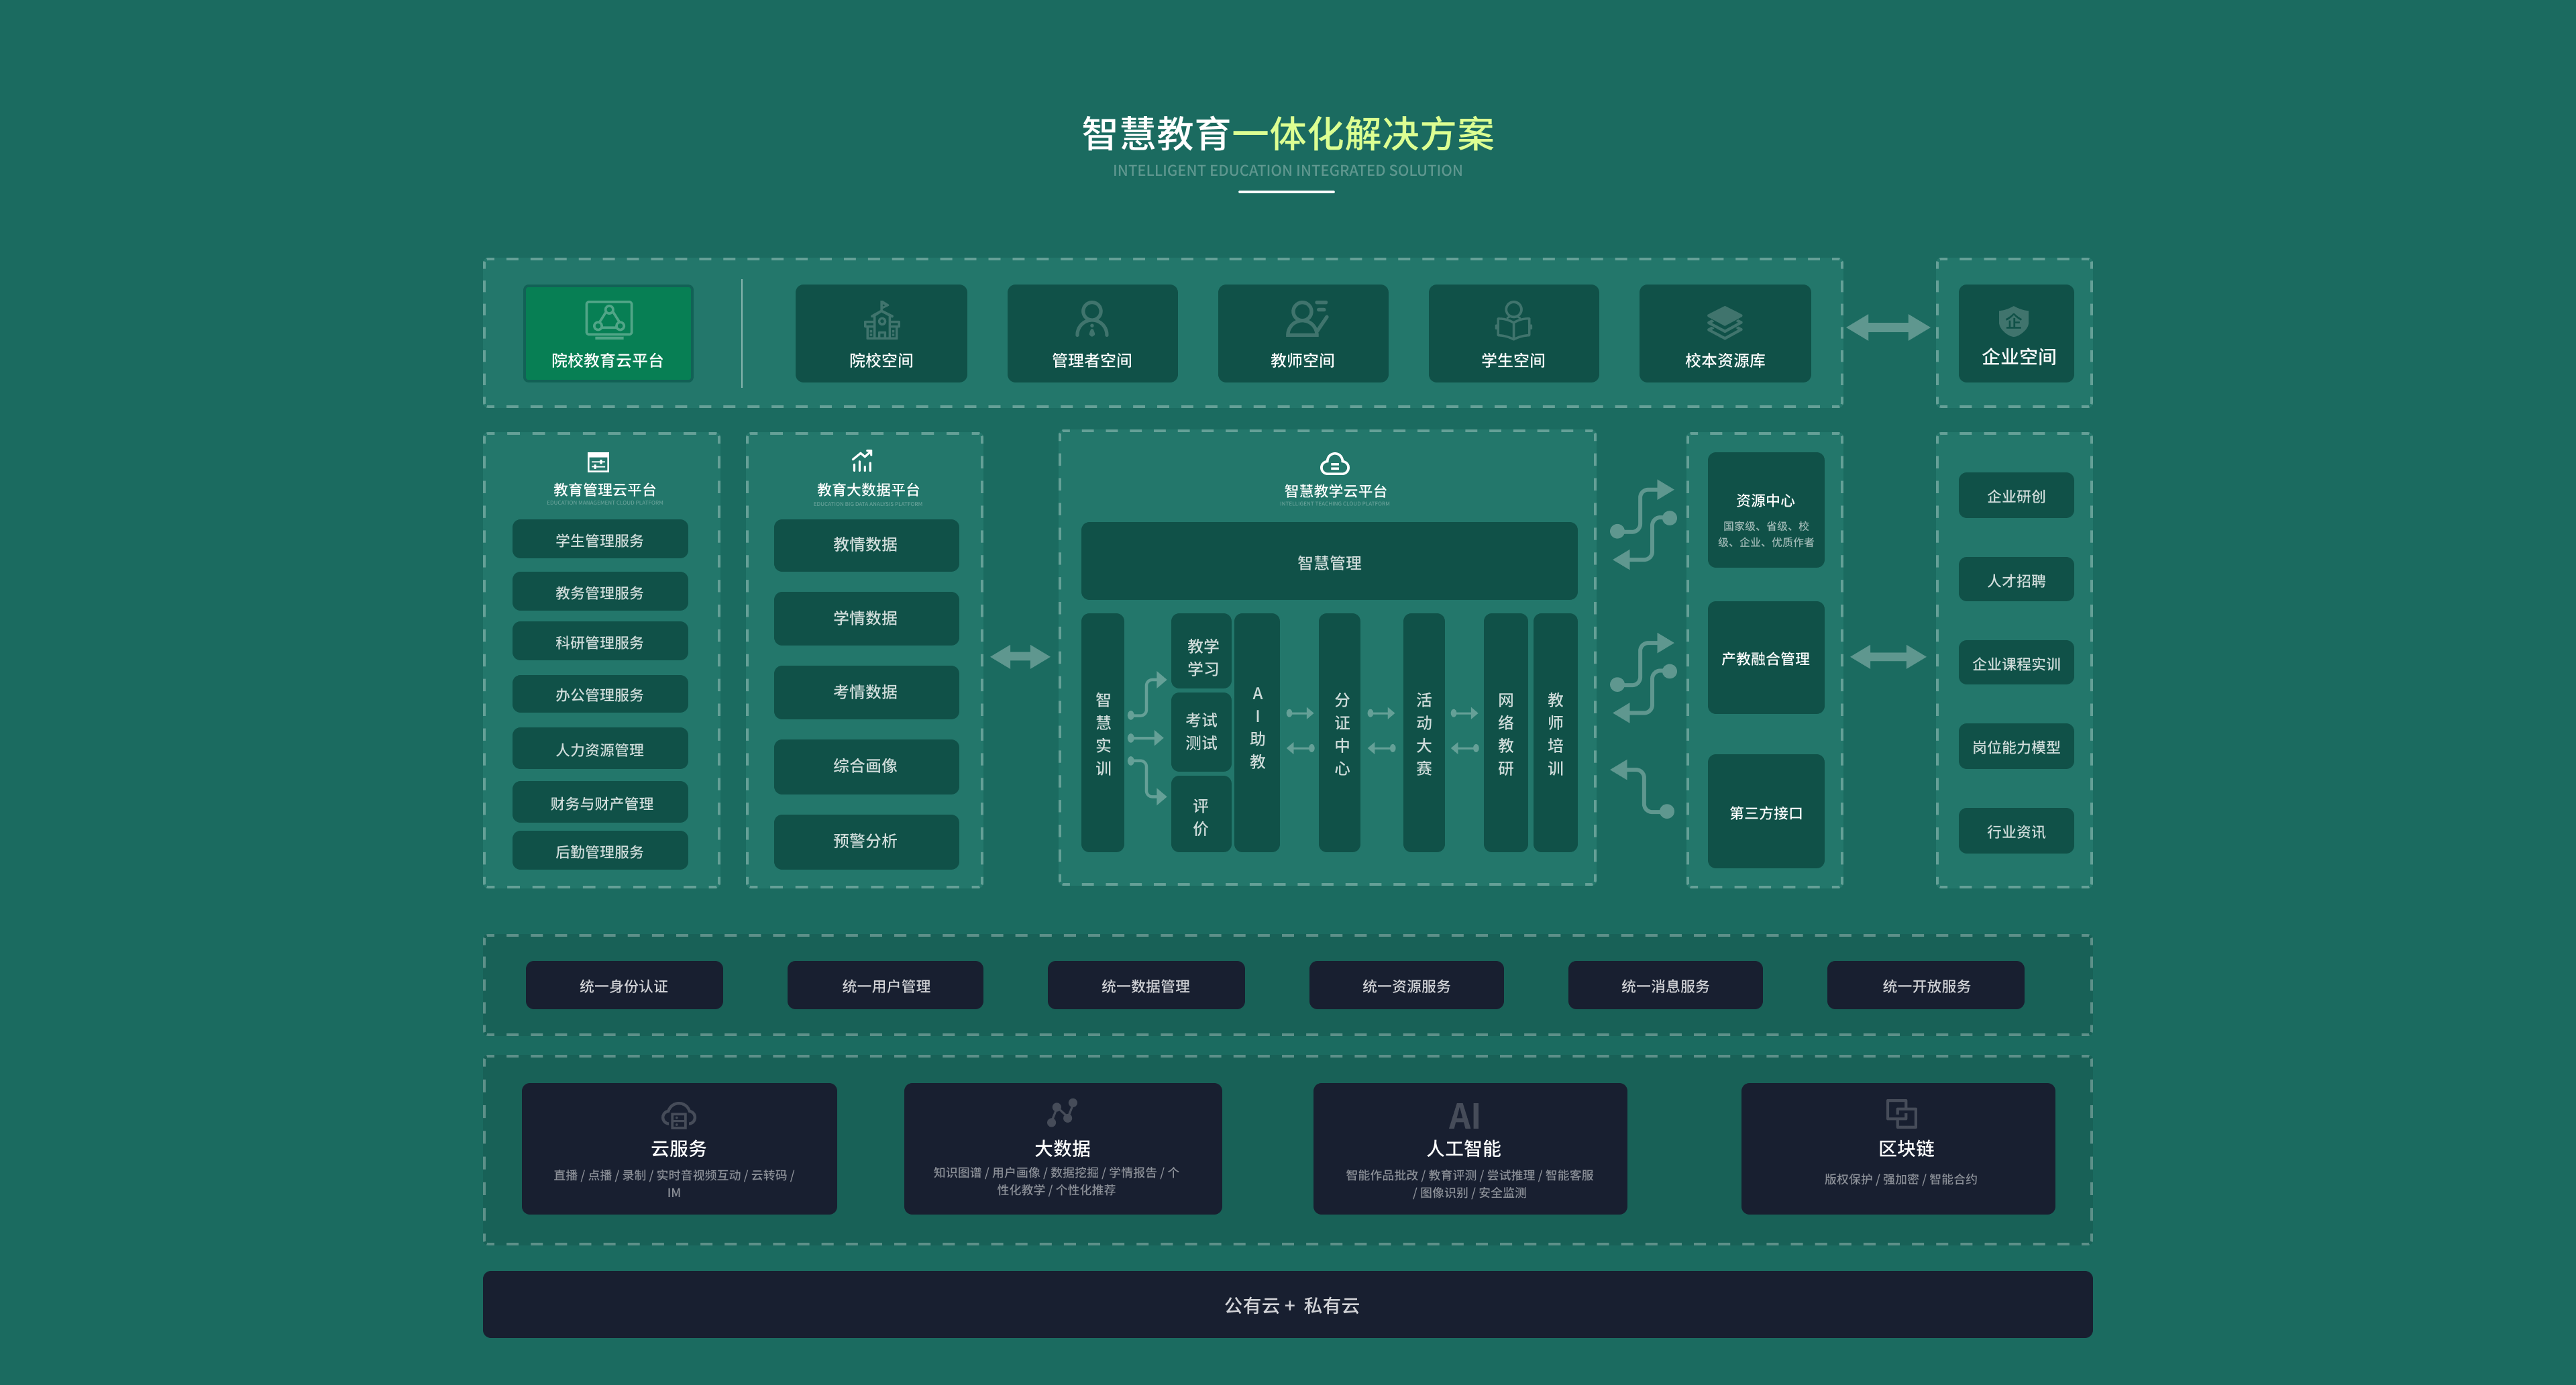 智慧教育一体化解决方案
INTELLIGENT EDUCATION INTEGRATED SOLUTION
院校教育云平台
院校空间
管理者空间
教师空间
学生空间
校本资源库
企
企业空间
教育管理云平台
EDUCATION MANAGEMENT CLOUD PLATFORM
学生管理服务
教务管理服务
科研管理服务
办公管理服务
人力资源管理
财务与财产管理
后勤管理服务
教育大数据平台
EDUCATION BIG DATA ANALYSIS PLATFORM
教情数据
学情数据
考情数据
综合画像
预警分析
智慧教学云平台
INTELLIGENT TEACHING CLOUD PLATFORM
智慧管理
智
慧
实
训
教学
学习
考试
测试
评
价
A
I
助
教
分
证
中
心
活
动
大
赛
网
络
教
研
教
师
培
训
资源中心
国家级、省级、校
级、企业、优质作者
产教融合管理
第三方接口
企业研创
人才招聘
企业课程实训
岗位能力模型
行业资讯
统一身份认证
统一用户管理
统一数据管理
统一资源服务
统一消息服务
统一开放服务
云服务
直播 / 点播 / 录制 / 实时音视频互动 / 云转码 /
IM
大数据
知识图谱 / 用户画像 / 数据挖掘 / 学情报告 / 个
性化教学 / 个性化推荐
AI
人工智能
智能作品批改 / 教育评测 / 尝试推理 / 智能客服
/ 图像识别 / 安全监测
区块链
版权保护 / 强加密 / 智能合约
公有云 + 私有云